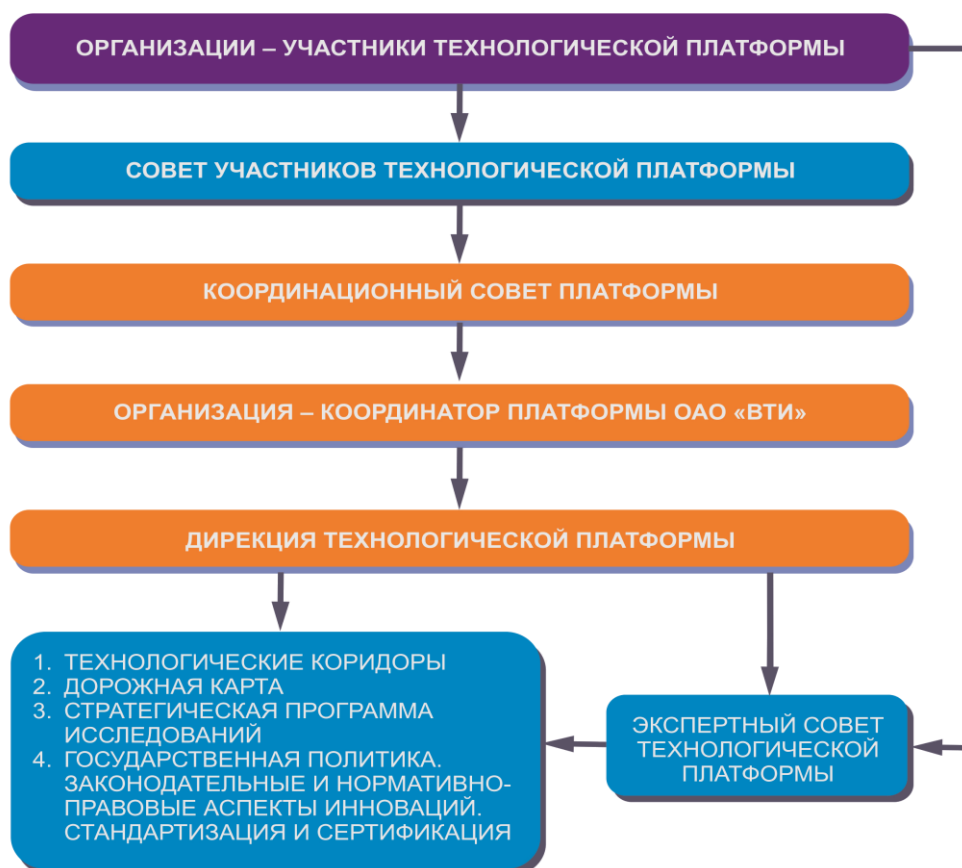 ОРГАНИЗАЦИИ – УЧАСТНИКИ ТЕХНОЛОГИЧЕСКОЙ ПЛАТФОРМЫ
СОВЕТ УЧАСТНИКОВ ТЕХНОЛОГИЧЕСКОЙ ПЛАТФОРМЫ
КООРДИНАЦИОННЫЙ СОВЕТ ПЛАТФОРМЫ
ОРГАНИЗАЦИЯ – КООРДИНАТОР ПЛАТФОРМЫ ОАО «ВТИ»
ДИРЕКЦИЯ ТЕХНОЛОГИЧЕСКОЙ ПЛАТФОРМЫ
1. ТЕХНОЛОГИЧЕСКИЕ КОРИДОРЫ
2. ДОРОЖНАЯ КАРТА
3. СТРАТЕГИЧЕСКАЯ ПРОГРАММА
ИССЛЕДОВАНИЙ
4. ГОСУДАРСТВЕННАЯ ПОЛИТИКА.
ЗАКОНОДАТЕЛЬНЫЕ И НОРМАТИВНО-
ПРАВОВЫЕ АСПЕКТЫ ИННОВАЦИЙ.
СТАНДАРТИЗАЦИЯ И СЕРТИФИКАЦИЯ
ЭКСПЕРТНЫЙ СОВЕТ
ТЕХНОЛОГИЧЕСКОЙ
ПЛАТФОРМЫ